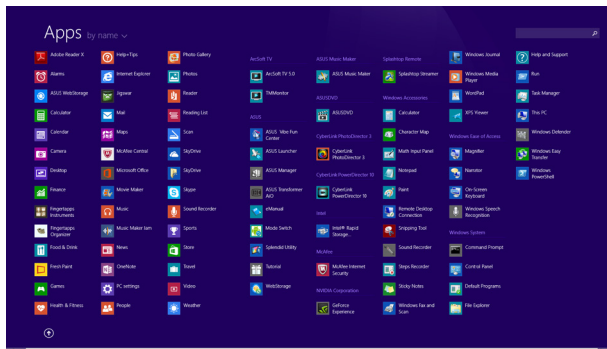 Apps by name
Adobe Reader X
Alarms
ASUS WebStorage
Calculator
Calendar
Camera
Desktop
Finance
Fingertapps
Instruments
Fingertapps
Organizer
Food & Drink
Fresh Paint
Games
Health & Fitness
Help+Tips
Internet Explorer
Jigswar
Mail
Maps
McAfee Central
Microsoft Office
Movie Maker
Music
Music Maker Jam
News
OneNote
PC settings
People
Photo Gallery
Photos
Reader
Reading List
Scan
SkyDrive
SkyDrive
Skype
Sound Recorder
Sports
Store
Travel
Video
Weather
ArcSoft TV
ArcSoft TV 5.0
TMMonitor
ASUS
ASUS Vibe Fun
Center
ASUS Launcher
ASUS Manager
ASUS Transformer
AiO
eManual
Mode Switch
Splendid Utility
Tutorial
WebStorage
ASUS Music Maker
ASUS Music Maker
ASUSDVD
ASUSDVD
CyberLink PhotoDirector 3
CyberLink
PhotoDirector 3
CyberLink PowerDirector 10
CyberLink
PowerDirector 10
Intel
Intel® Rapid
Storage...
McAfee
McAfee Internet
Security
NVIDIA Corporation
GeForce
Experience
Splashtop Remote
Splashtop Streamer
Windows Accessories
Calculator
Character Map
Math Input Panel
Notepad
Paint
Remote Desktop
Connection
Snipping Tool
Sound Recorder
Steps Recorder
Sticky Notes
Windows Fax and
Scan
Windows Journal
Windows Media
Player
WordPad
XPS Viewer
Windows Ease of Access
Magnifier
Narrator
On-Screen
Keyboard
Windows Speech
Recognition
Windows System
Command Prompt
Control Panel
Default Programs
File Explorer
Help and Support
Run
Task Manager
This PC
Windows Defender
Windows Easy
Transfer
Windows
PowerShell